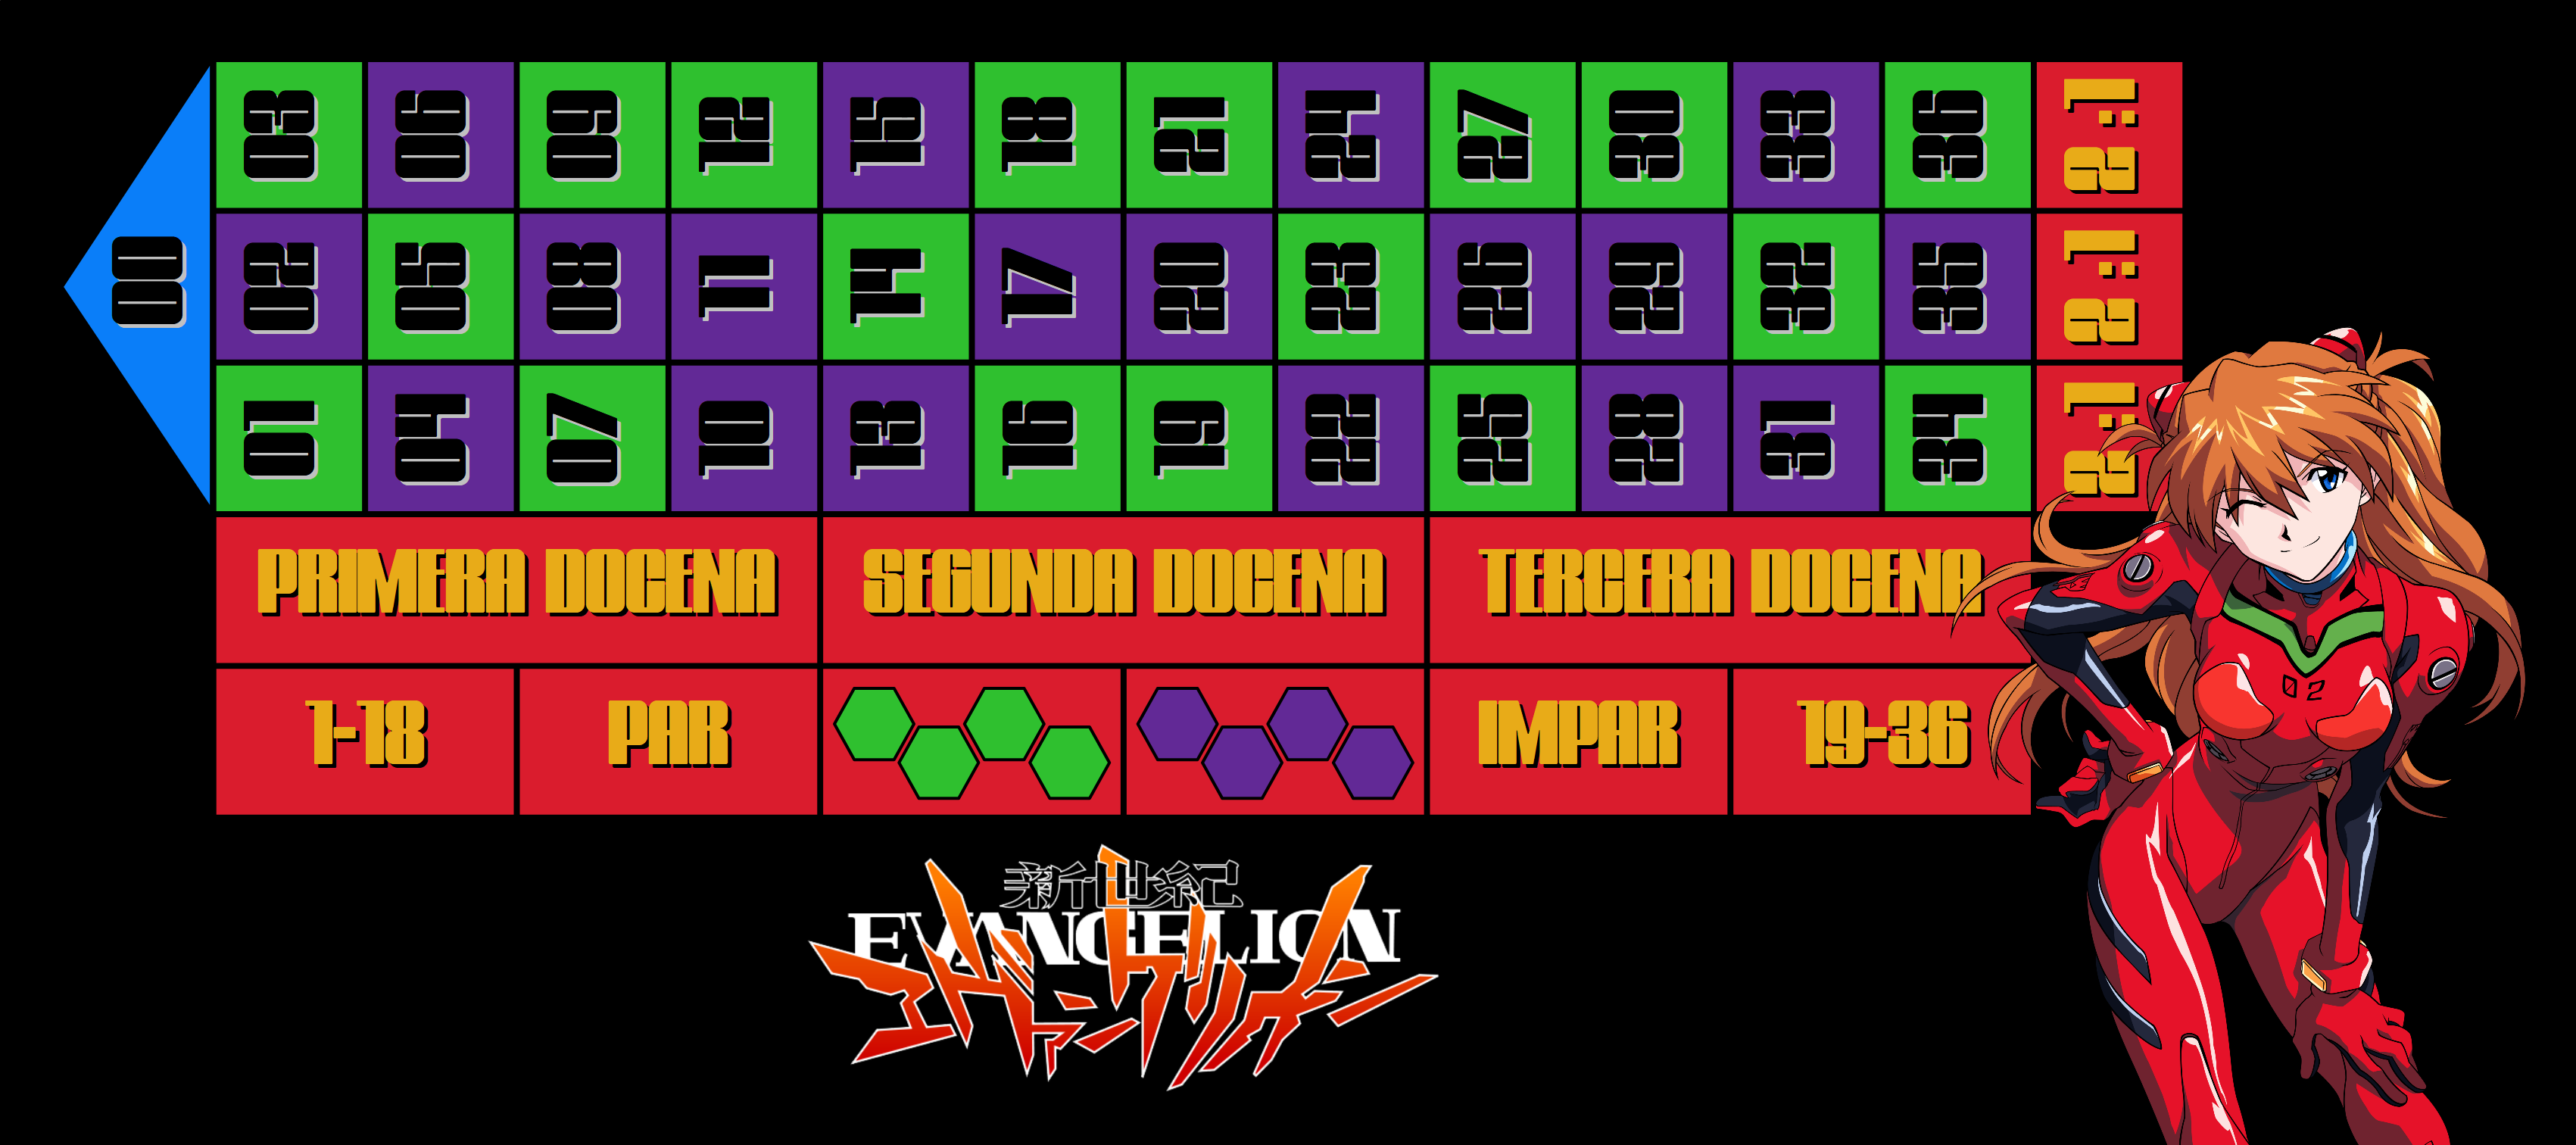 03 06 09 12 15 18 21 24 27 30 33 36 2:1
00
02 05 08 11 14 17 20 23 26 29 32 35 2:1
01 04 07 10 13 16 19 22 25 28 31 34 2:1
PRIMERA DOCENA SEGUNDA DOCENA TERCERA DOCENA
1-18 PAR IMPAR 19-36
02
新世紀
EVANGELION
エヴァンゲリオン